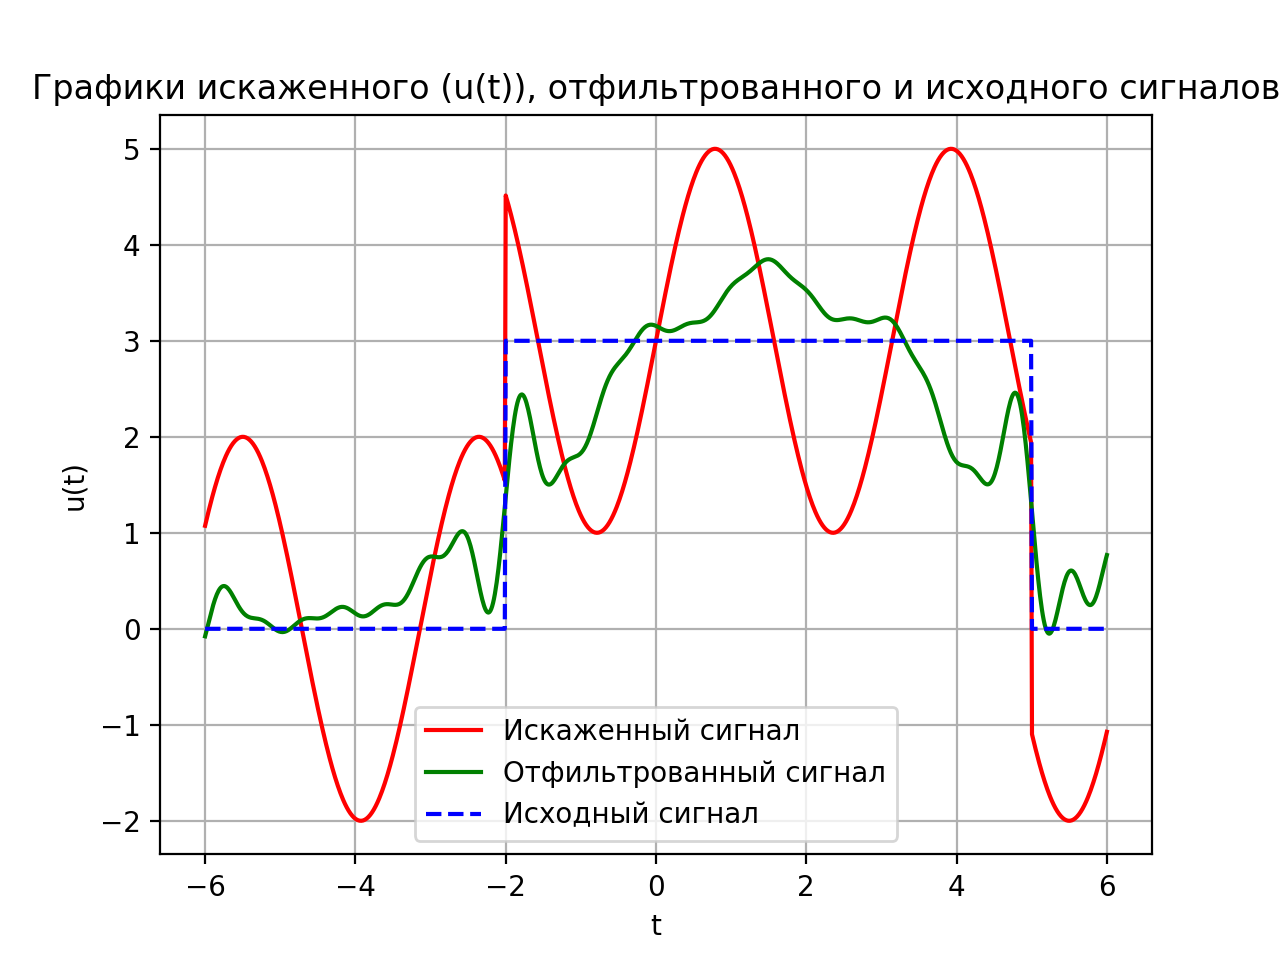 Графики искаженного (u(t)), отфильтрованного и исходного сигналов
5
4
3
2
1
0
−1
−2
u(t)
Искаженный сигнал
Отфильтрованный сигнал
Исходный сигнал
−6 −4 −2 0 2 4 6
t